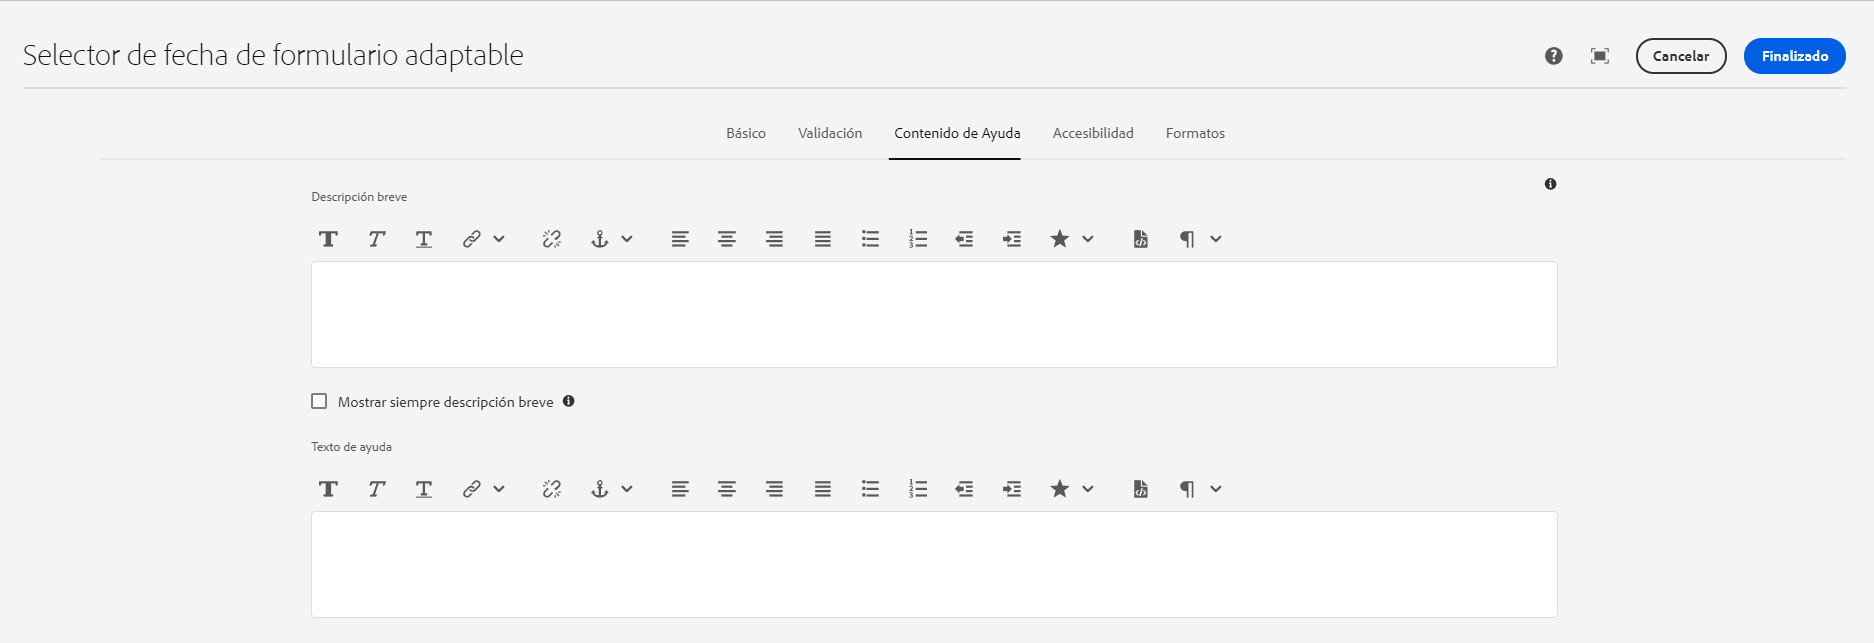 Selector de fecha de formulario adaptable
Cancelar
Finalizado
Básico
Validación
Contenido de Ayuda
Accesibilidad
Formatos
Descripción breve
Mostrar siempre descripción breve
Texto de ayuda